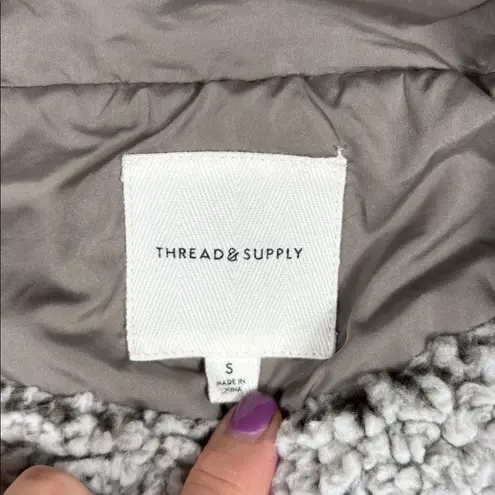 THREAD & SUPPLY
S
MADE IN
CHINA